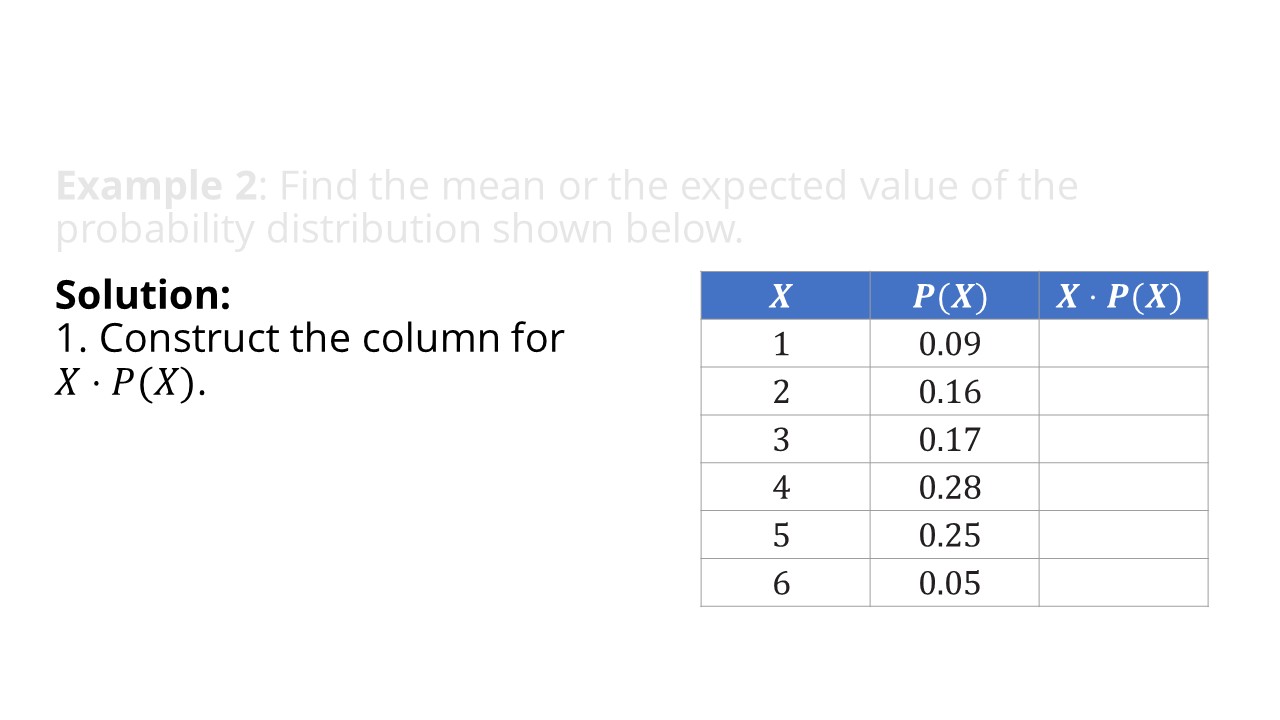 Example 2: Find the mean or the expected value of the
probability distribution shown below.
Solution:
1. Construct the column for
X · P(X).
X P(X) X · P(X)
1 0.09
2 0.16
3 0.17
4 0.28
5 0.25
6 0.05